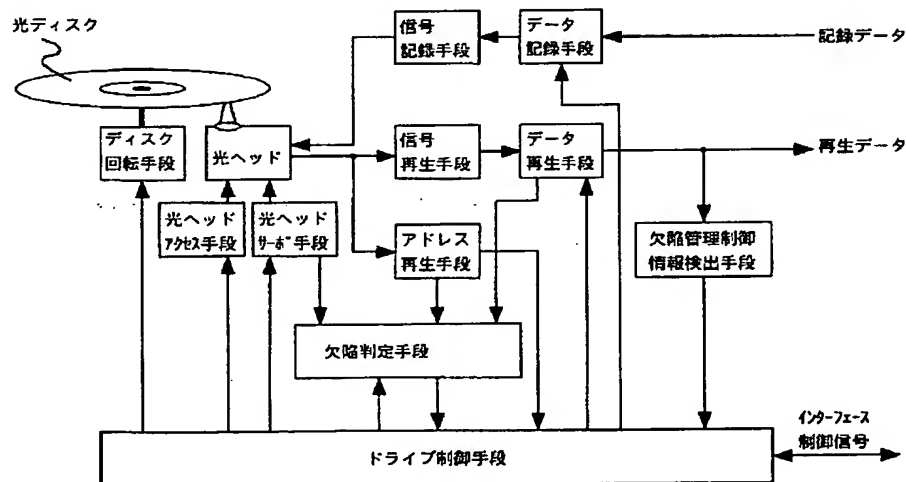 光ディスク
信号
記録手段
データ
記録手段
記録データ
ディスク
回転手段
光ヘッド
信号
再生手段
データ
再生手段
再生データ
光ヘッド
アクセス手段
光ヘッド
サーボ手段
アドレス
再生手段
欠陥管理制御
情報検出手段
欠陥判定手段
ドライブ制御手段
インターフェース
制御信号